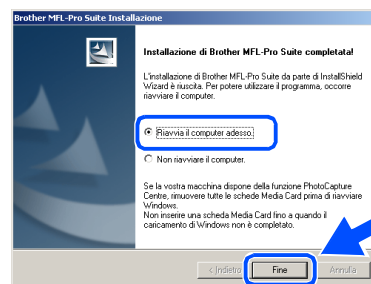 Brother MFL-Pro Suite Installazione
Installazione di Brother MFL-Pro Suite completata!
L'installazione di Brother MFL-Pro Suite da parte di InstallShield
Wizard è riuscita. Per potere utilizzare il programma, occorre
riavviare il computer.
Riavvia il computer adesso.
Non riavviare il computer.
Se la vostra macchina dispone della funzione PhotoCapture
Centre, rimuovere tutte le schede Media Card prima di riavviare
Windows.
Non inserire una scheda Media Card fino a quando il
caricamento di Windows non è completato.
< Indietro Fine Annulla